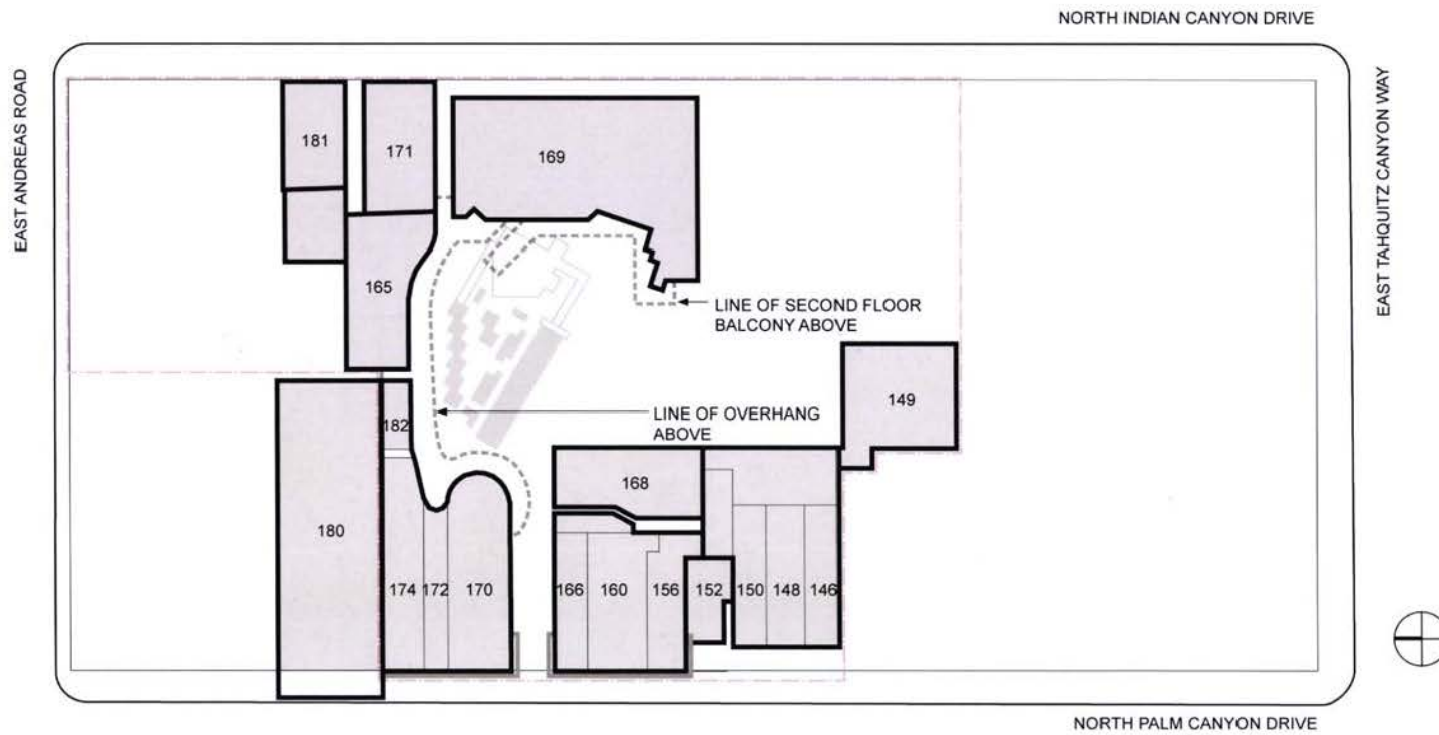 NORTH INDIAN CANYON DRIVE
EAST ANDREAS ROAD
EAST TAHQUITZ CANYON WAY
181
171
169
165
LINE OF SECOND FLOOR
BALCONY ABOVE
149
LINE OF OVERHANG
ABOVE
182
168
180
174
172
170
166
160
156
152
150
148
146
NORTH PALM CANYON DRIVE